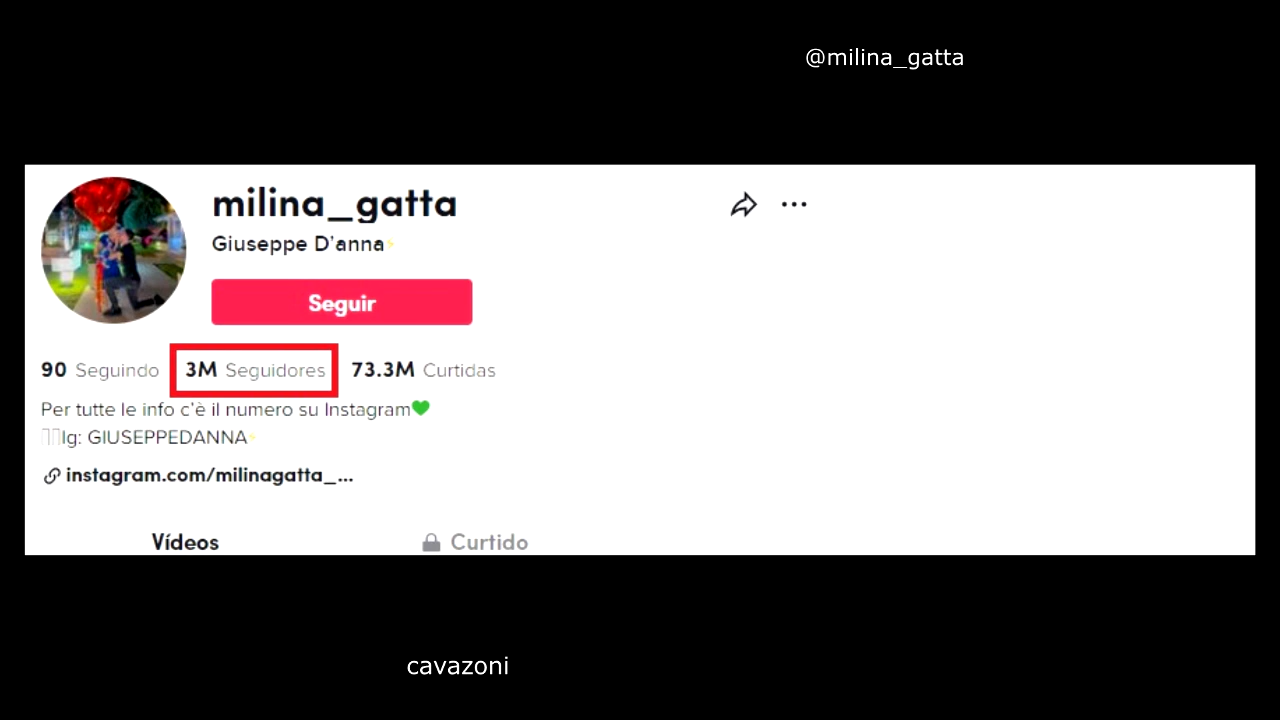 @milina_gatta
milina_gatta
Giuseppe D'anna
Seguir
90 Seguindo 3M Seguidores 73.3M Curtidas
Per tutte le info c'è il numero su Instagram💚
Ig: GIUSEPPEDANNA
instagram.com/milinagatta_...
Vídeos Curtido
cavazoni